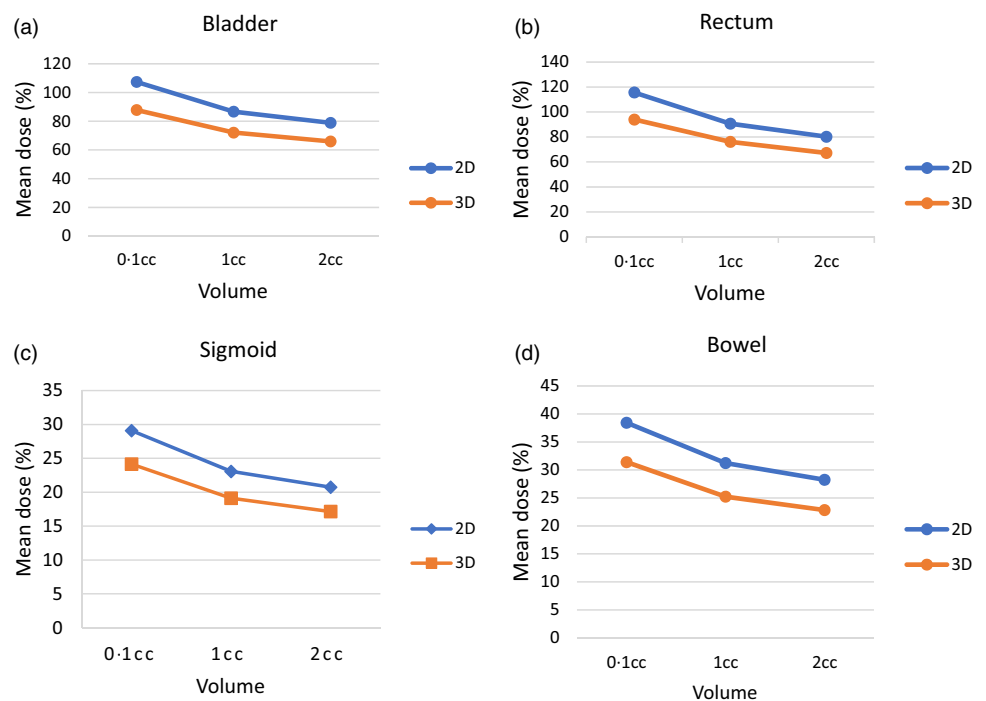 (a)
Bladder
Mean dose (%)
120
100
80
60
40
20
0
0·1cc 1cc 2cc
Volume
2D
3D
(b)
Rectum
Mean dose (%)
140
120
100
80
60
40
20
0
0·1cc 1cc 2cc
Volume
2D
3D
(c)
Sigmoid
Mean dose (%)
35
30
25
20
15
10
5
0
0·1cc 1cc 2cc
Volume
2D
3D
(d)
Bowel
Mean dose (%)
45
40
35
30
25
20
15
10
5
0
0·1cc 1cc 2cc
Volume
2D
3D